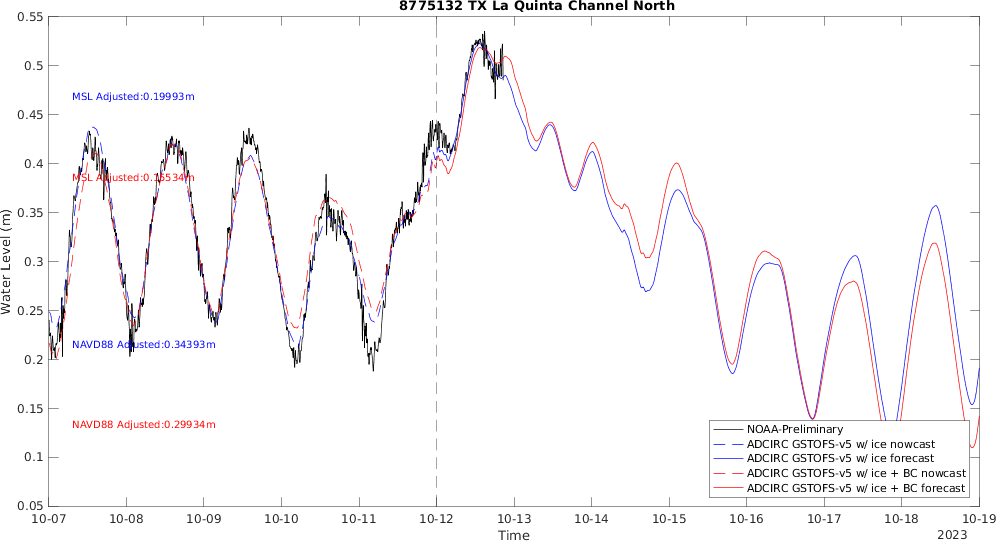 8775132 TX La Quinta Channel North
Water Level (m)
0.55
0.5
0.45
0.4
0.35
0.3
0.25
0.2
0.15
0.1
0.05
MSL Adjusted:0.19993m
MSL Adjusted:0.15534m
NAVD88 Adjusted:0.34393m
NAVD88 Adjusted:0.29934m
NOAA-Preliminary
ADCIRC GSTOFS-v5 w/ ice nowcast
ADCIRC GSTOFS-v5 w/ ice forecast
ADCIRC GSTOFS-v5 w/ ice + BC nowcast
ADCIRC GSTOFS-v5 w/ ice + BC forecast
10-07 10-08 10-09 10-10 10-11 10-12 10-13 10-14 10-15 10-16 10-17 10-18 10-19
Time
2023